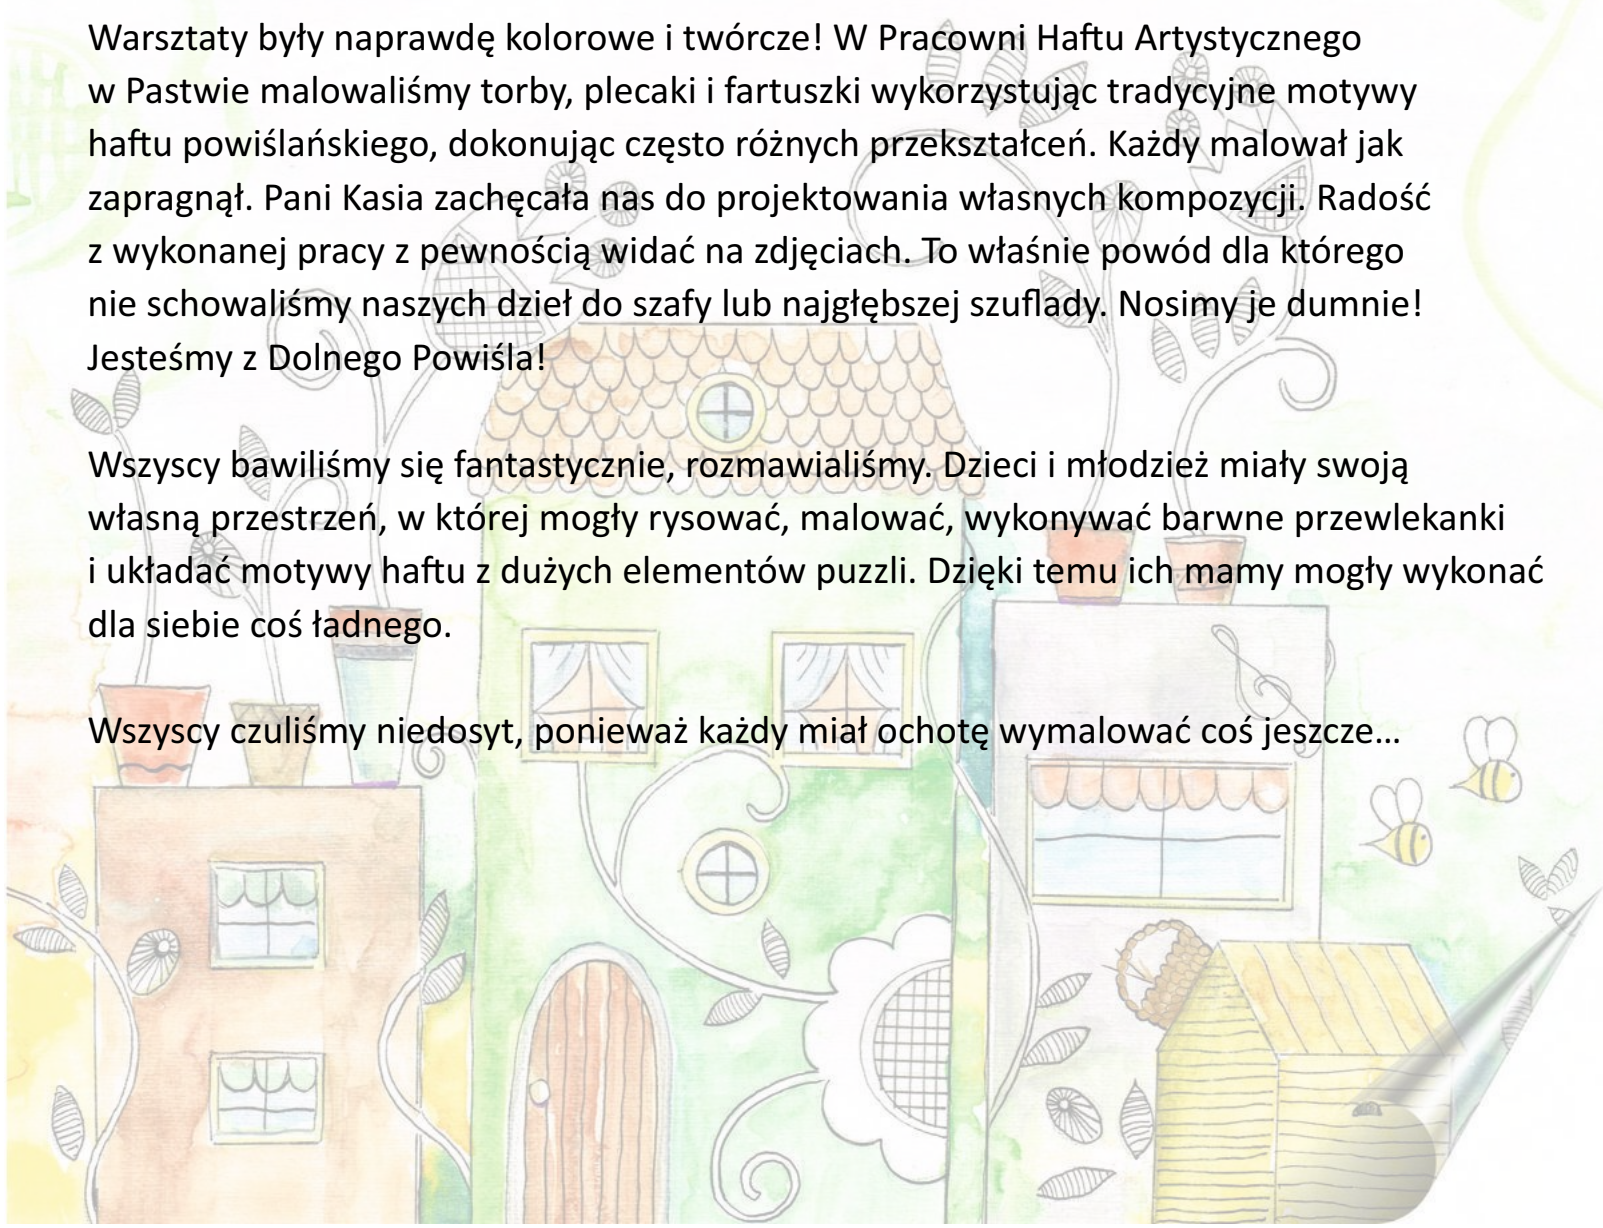 Warsztaty były naprawdę kolorowe i twórcze! W Pracowni Haftu Artystycznego
w Pastwie malowaliśmy torby, plecaki i fartuszki wykorzystując tradycyjne motywy
haftu powiślańskiego, dokonując często różnych przekształceń. Każdy malował jak
zapragnął. Pani Kasia zachęcała nas do projektowania własnych kompozycji. Radość
z wykonanej pracy z pewnością widać na zdjęciach. To właśnie powód dla którego
nie schowaliśmy naszych dzieł do szafy lub najgłębszej szuflady. Nosimy je dumnie!
Jesteśmy z Dolnego Powiśla!
Wszyscy bawiliśmy się fantastycznie, rozmawialiśmy. Dzieci i młodzież miały swoją
własną przestrzeń, w której mogły rysować, malować, wykonywać barwne przewlekanki
i układać motywy haftu z dużych elementów puzzli. Dzięki temu ich mamy mogły wykonać
dla siebie coś ładnego.
Wszyscy czuliśmy niedosyt, ponieważ każdy miał ochotę wymalować coś jeszcze…